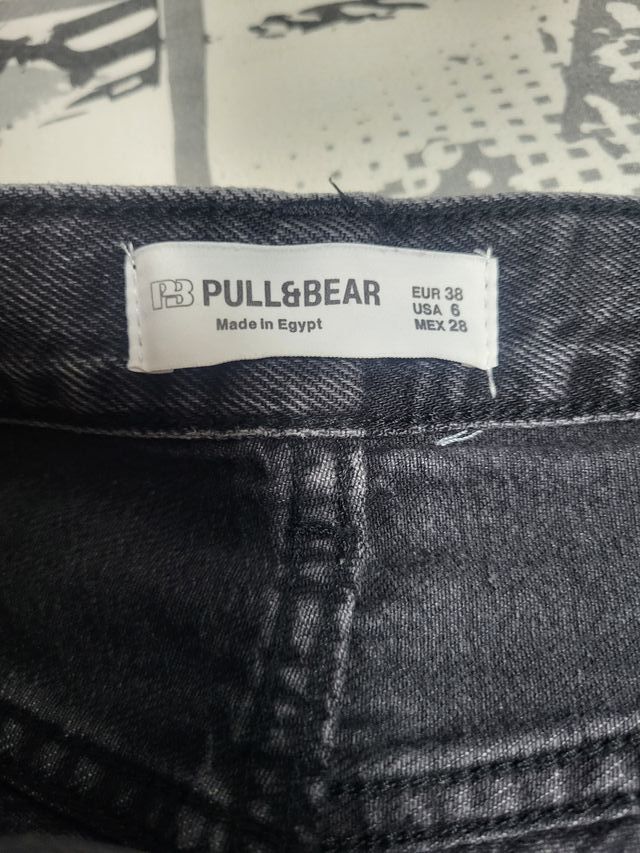 PB PULL&BEAR
Made in Egypt
EUR 38
USA 6
MEX 28